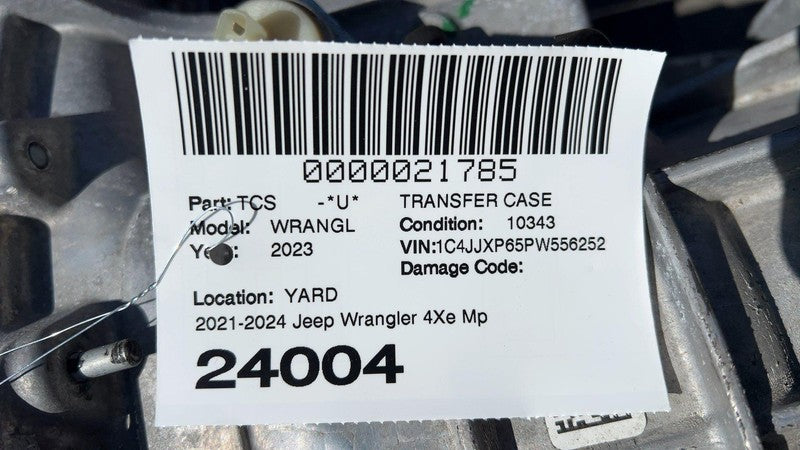 0000021785
Part: TCS -*U* TRANSFER CASE
Model: WRANGL Condition: 10343
Year: 2023 VIN:1C4JJXP65PW556252
Damage Code:
Location: YARD
2021-2024 Jeep Wrangler 4Xe Mp
24004